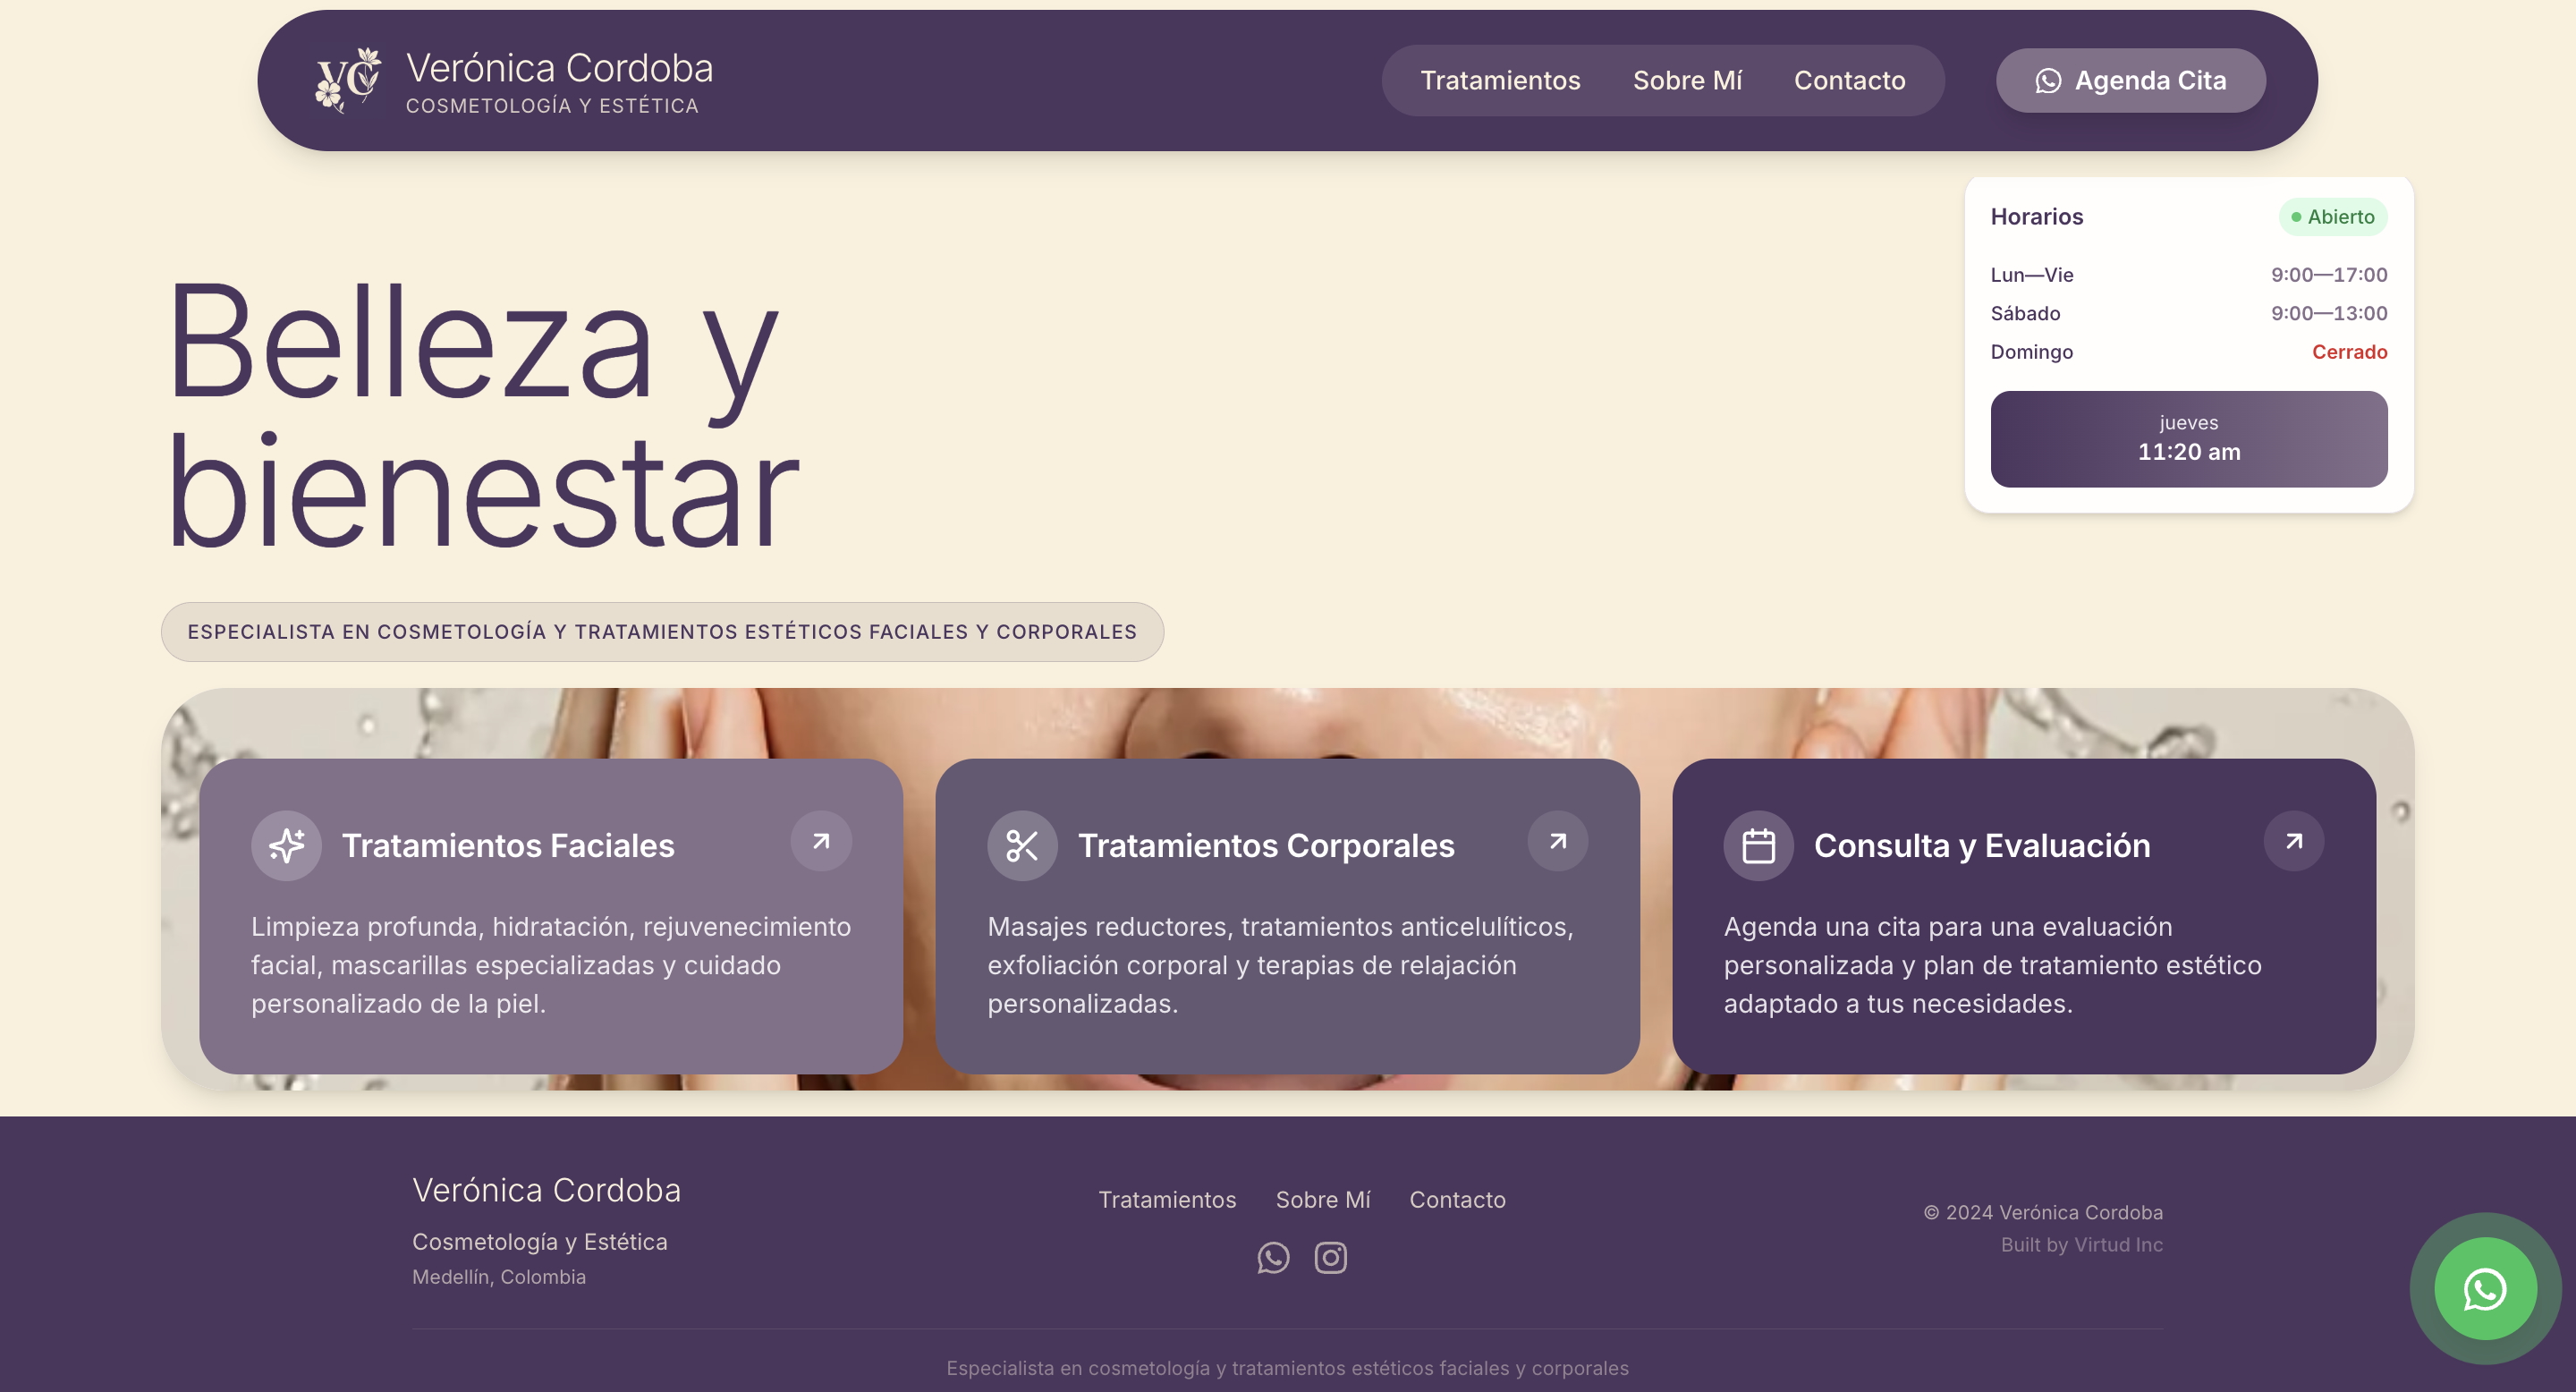 VC
Verónica Cordoba
COSMETOLOGÍA Y ESTÉTICA
Tratamientos
Sobre Mí
Contacto
Agenda Cita
Horarios
Abierto
Lun—Vie 9:00—17:00
Sábado 9:00—13:00
Domingo Cerrado
jueves
11:20 am
Belleza y
bienestar
ESPECIALISTA EN COSMETOLOGÍA Y TRATAMIENTOS ESTÉTICOS FACIALES Y CORPORALES
Tratamientos Faciales
Limpieza profunda, hidratación, rejuvenecimiento
facial, mascarillas especializadas y cuidado
personalizado de la piel.
Tratamientos Corporales
Masajes reductores, tratamientos anticelulíticos,
exfoliación corporal y terapias de relajación
personalizadas.
Consulta y Evaluación
Agenda una cita para una evaluación
personalizada y plan de tratamiento estético
adaptado a tus necesidades.
Verónica Cordoba
Cosmetología y Estética
Medellín, Colombia
Tratamientos
Sobre Mí
Contacto
© 2024 Verónica Cordoba
Built by Virtud Inc
Especialista en cosmetología y tratamientos estéticos faciales y corporales